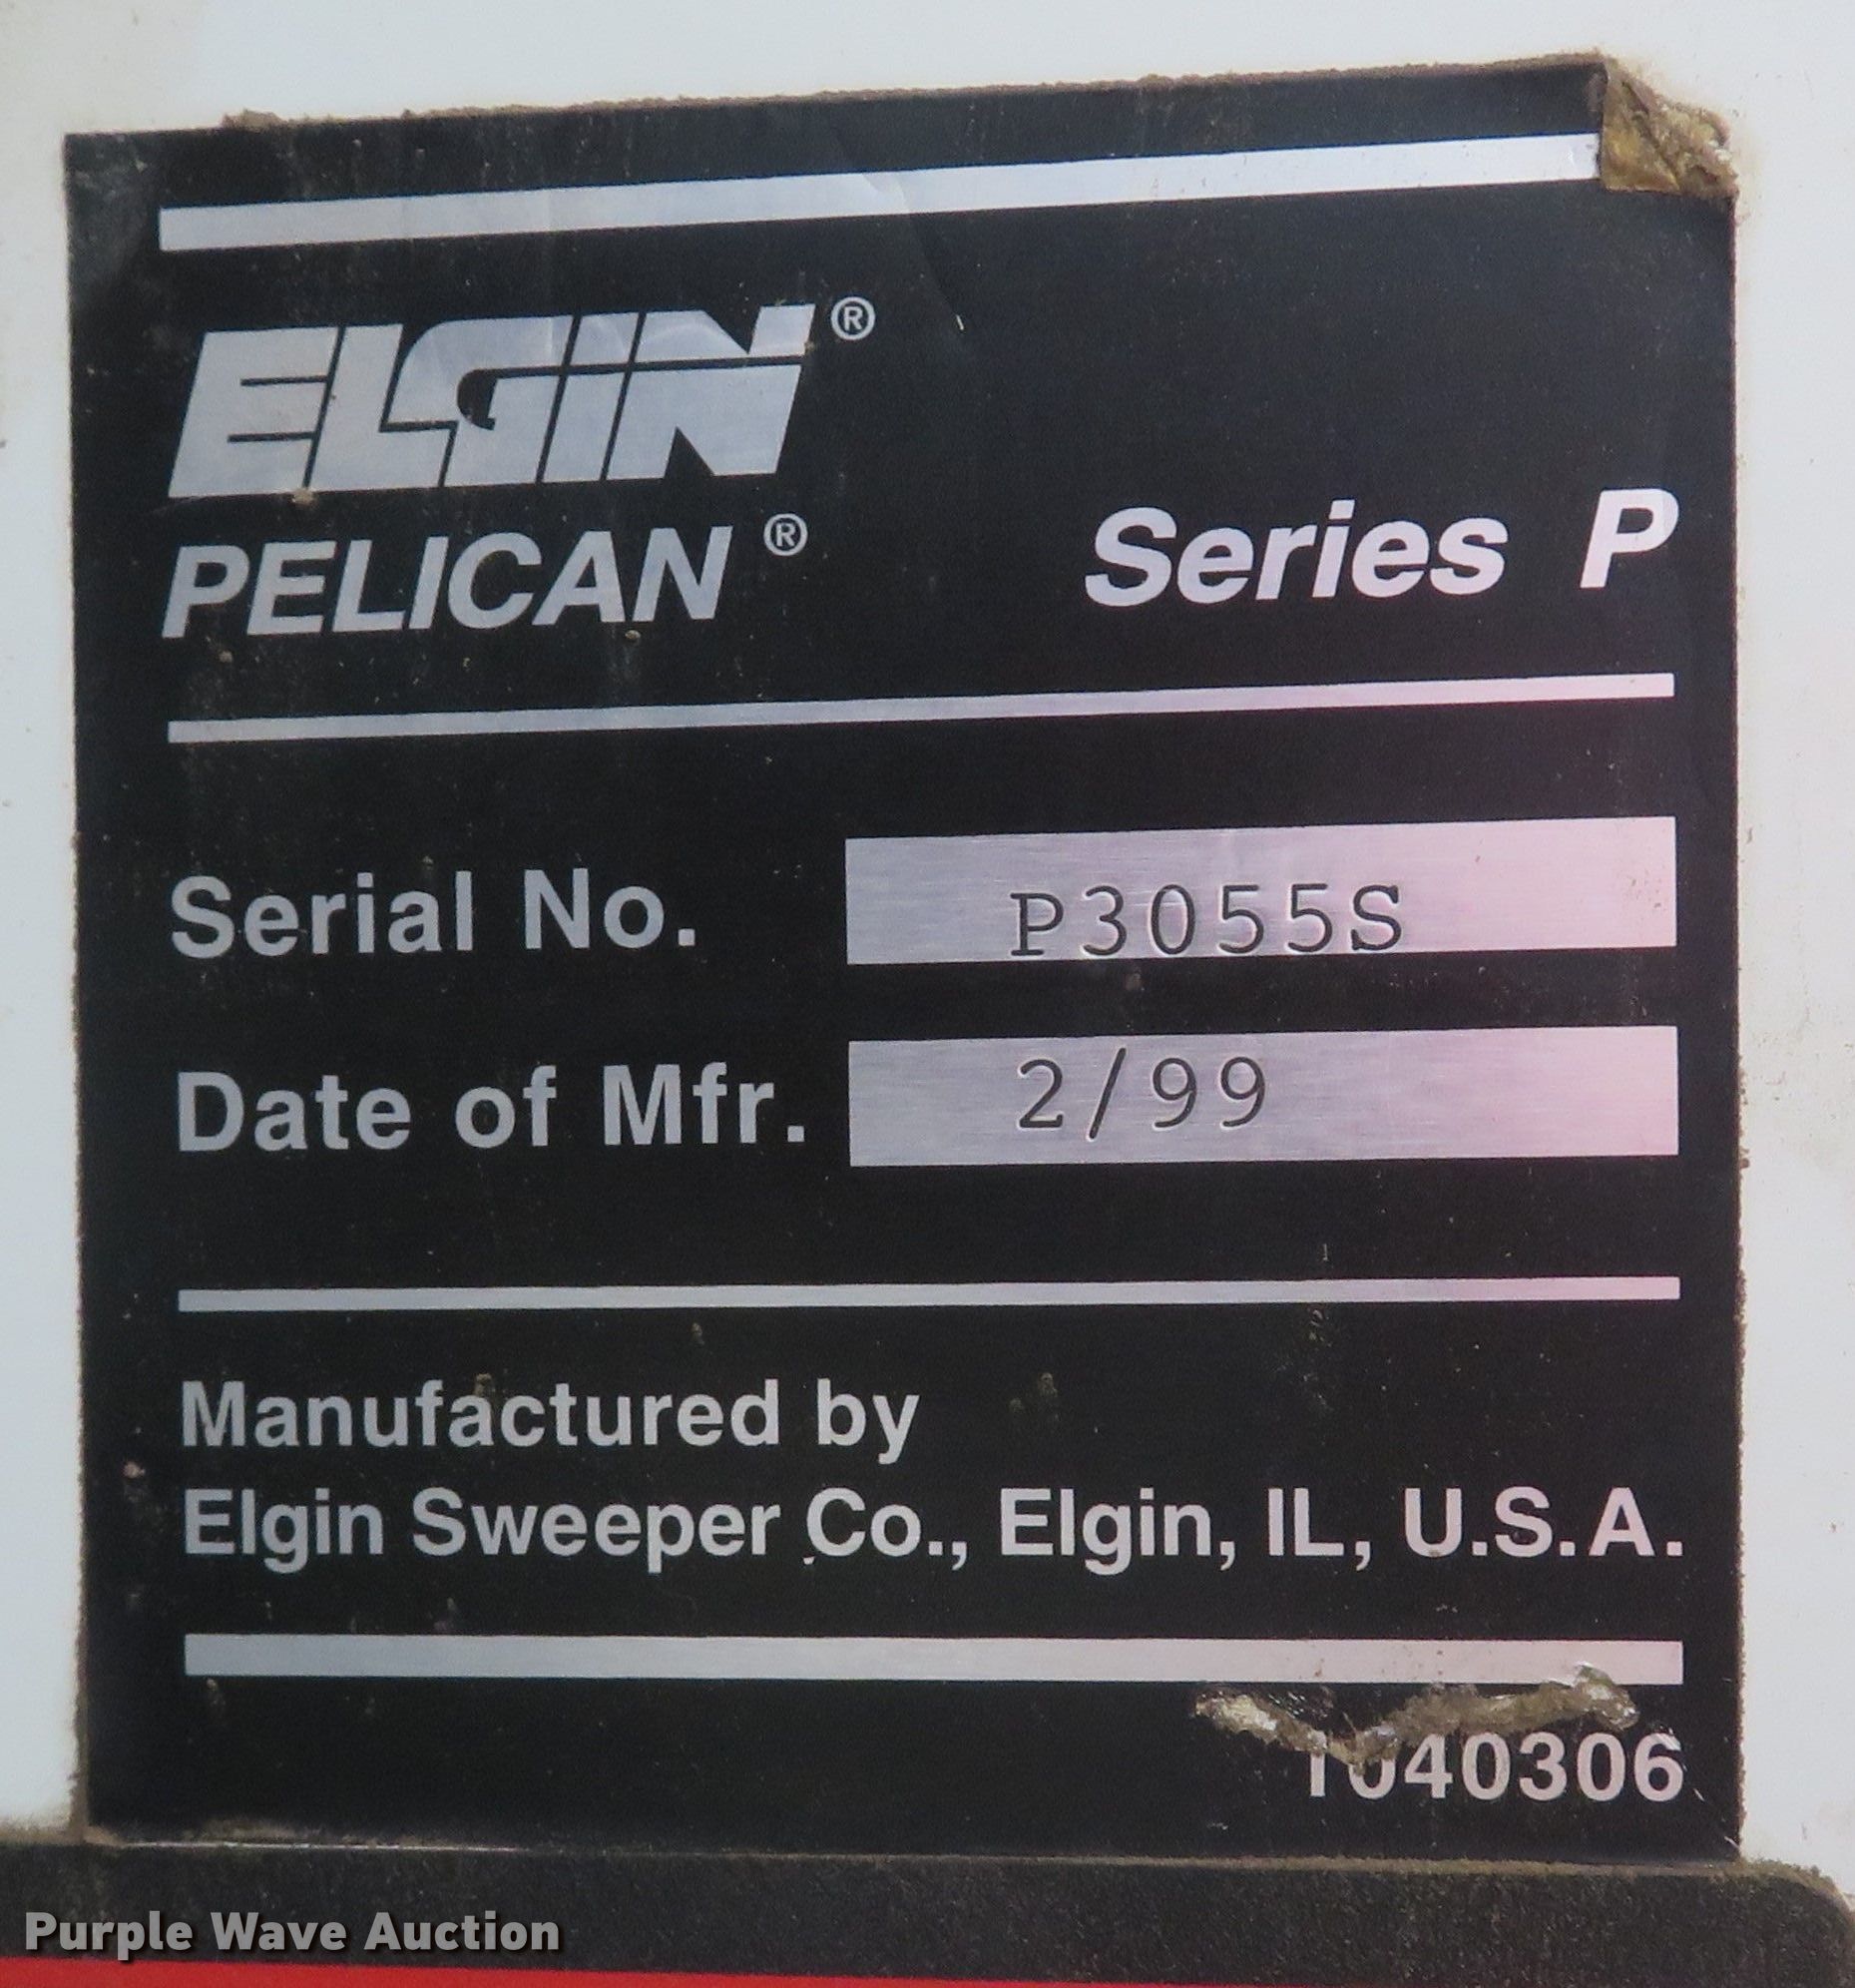 ELGIN®
PELICAN® Series P
Serial No. P3055S
Date of Mfr. 2/99
Manufactured by
Elgin Sweeper Co., Elgin, IL, U.S.A.
1040306
Purple Wave Auction